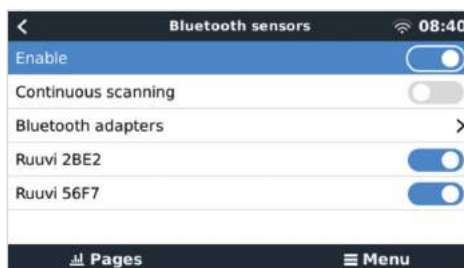 Bluetooth sensors 08:40
Enable
Continuous scanning
Bluetooth adapters
Ruuvi 2BE2
Ruuvi 56F7
Pages Menu